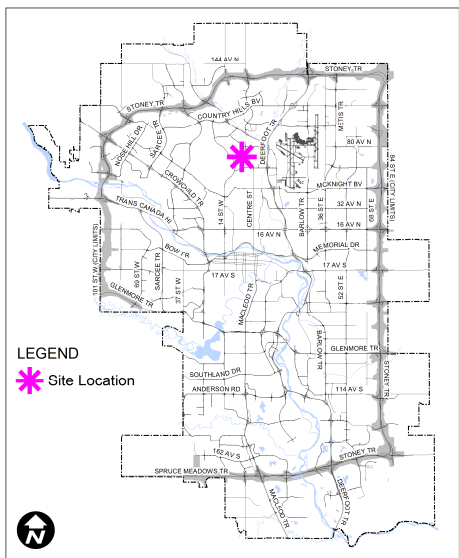 144 AV N
STONEY TR
STONEY TR
COUNTRY HILLS BV
METIS TR
NOSE HILL DR
SARCEE TR
DEERFOOT TR
80 AV N
CROWCHILD TR
MCKNIGHT BV
84 ST E (CITY LIMITS)
TRANS CANADA HI
14 ST W
CENTRE ST
BARLOW TR
36 ST E
32 AV N
68 ST E
16 AV N
16 AV N
101 ST W (CITY LIMITS)
BOW TR
MEMORIAL DR
17 AV S
17 AV S
69 ST W
SARCEE TR
37 ST W
52 ST E
GLENMORE TR
MACLEOD TR
BARLOW TR
GLENMORE TR
LEGEND
Site Location
SOUTHLAND DR
ANDERSON RD
114 AV S
STONEY TR
162 AV S
STONEY TR
SPRUCE MEADOWS TR
MACLEOD TR
DEERFOOT TR
N